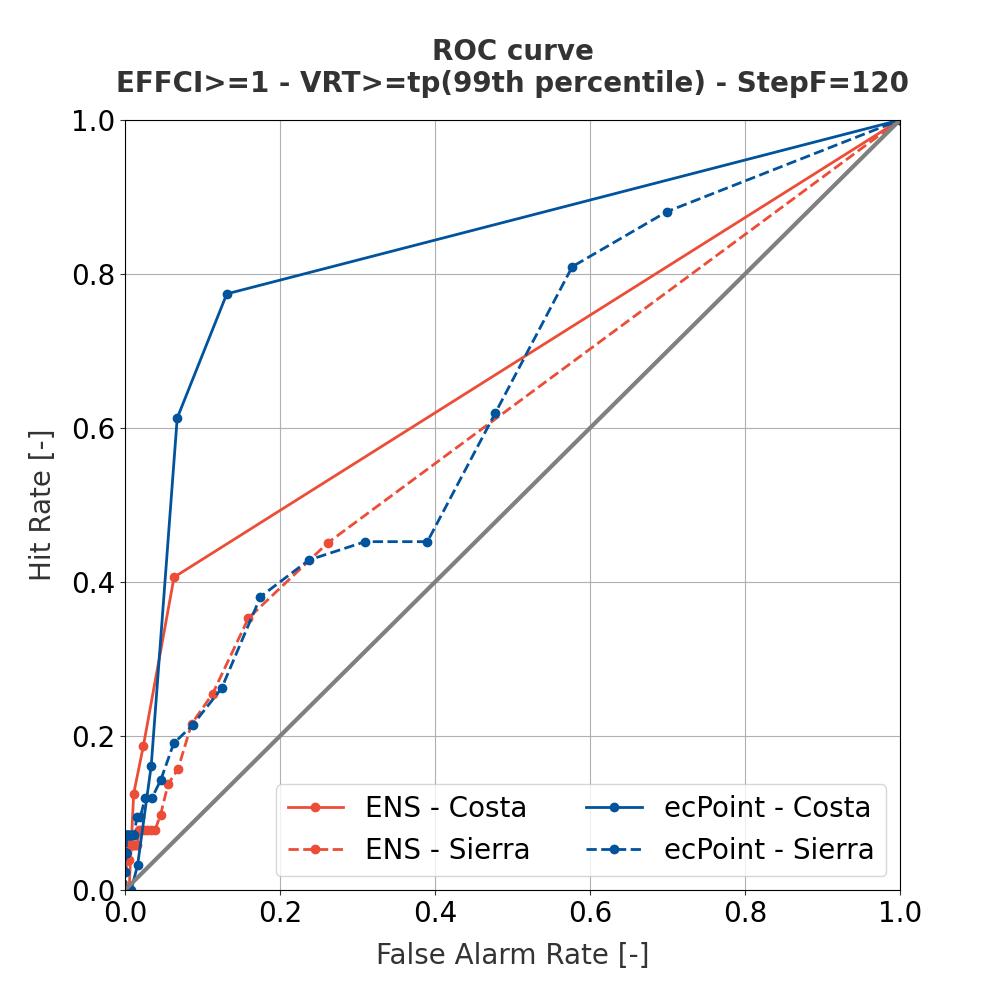 ROC curve
EFFCI>=1 - VRT>=tp(99th percentile) - StepF=120
1.0
0.8
0.6
0.4
0.2
0.0
Hit Rate [-]
ENS - Costa
ecPoint - Costa
ENS - Sierra
ecPoint - Sierra
0.0
0.2
0.4
0.6
0.8
1.0
False Alarm Rate [-]